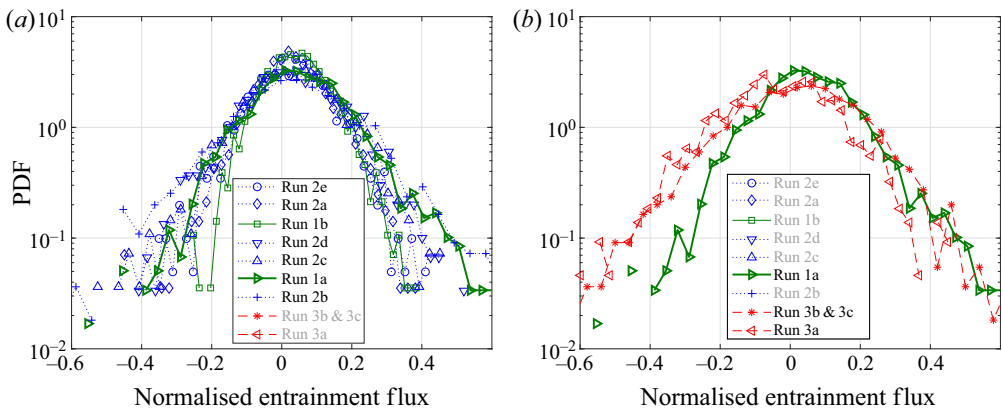 (a)
10^1
10^0
10^−1
10^−2
PDF
Run 2e
Run 2a
Run 1b
Run 2d
Run 2c
Run 1a
Run 2b
Run 3b & 3c
Run 3a
−0.6 −0.4 −0.2 0 0.2 0.4
Normalised entrainment flux
(b)
10^1
10^0
10^−1
10^−2
Run 2e
Run 2a
Run 1b
Run 2d
Run 2c
Run 1a
Run 2b
Run 3b & 3c
Run 3a
−0.6 −0.4 −0.2 0 0.2 0.4 0.6
Normalised entrainment flux